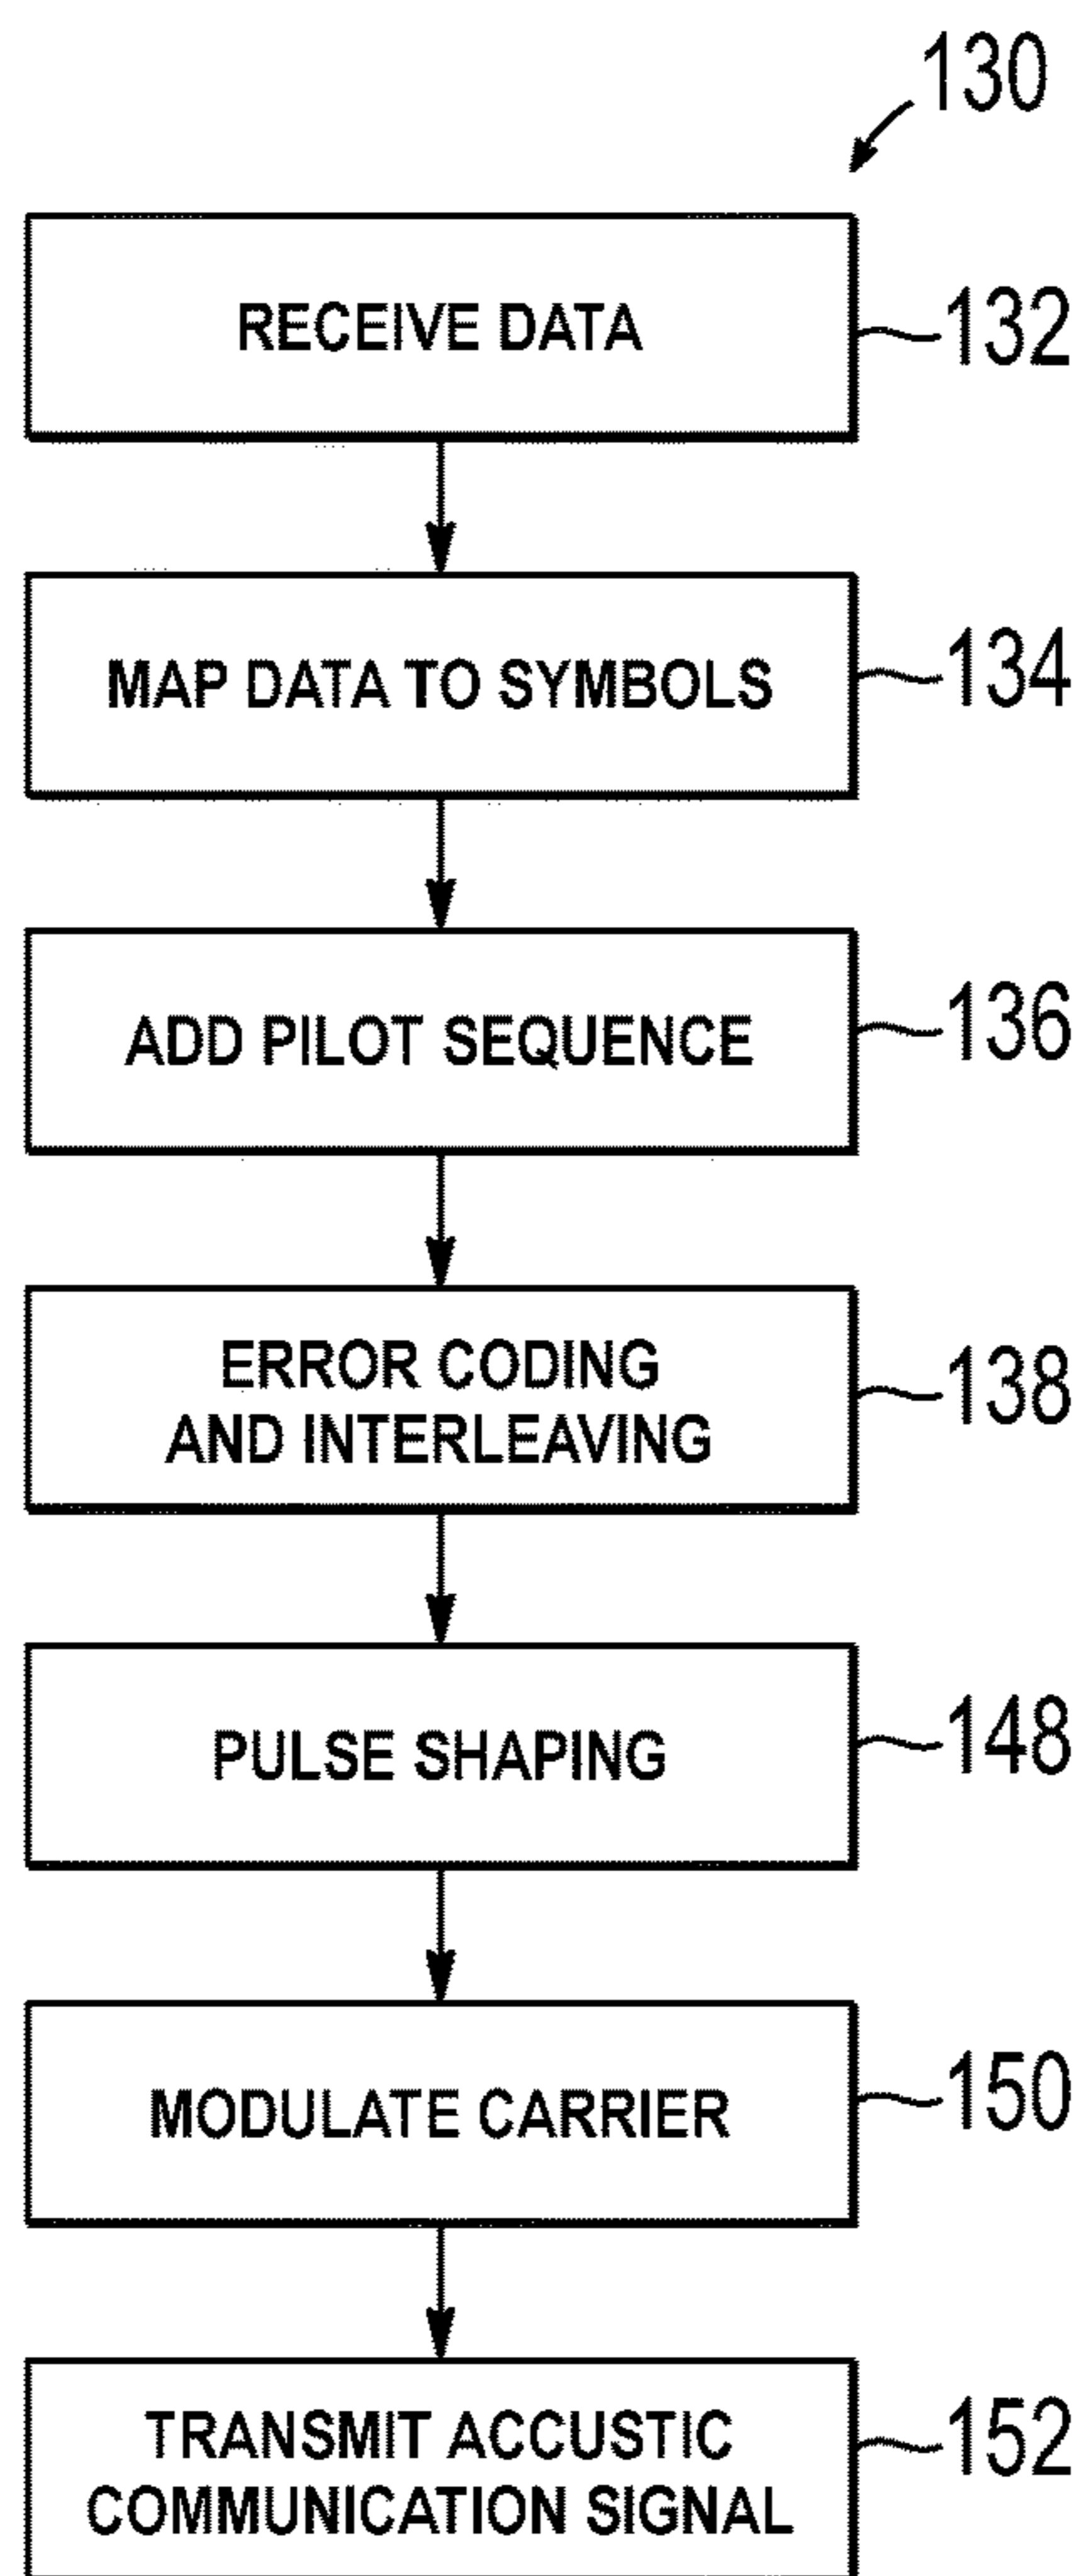 130
RECEIVE DATA
132
MAP DATA TO SYMBOLS
134
ADD PILOT SEQUENCE
136
ERROR CODING
AND INTERLEAVING
138
PULSE SHAPING
148
MODULATE CARRIER
150
TRANSMIT ACCUSTIC
COMMUNICATION SIGNAL
152